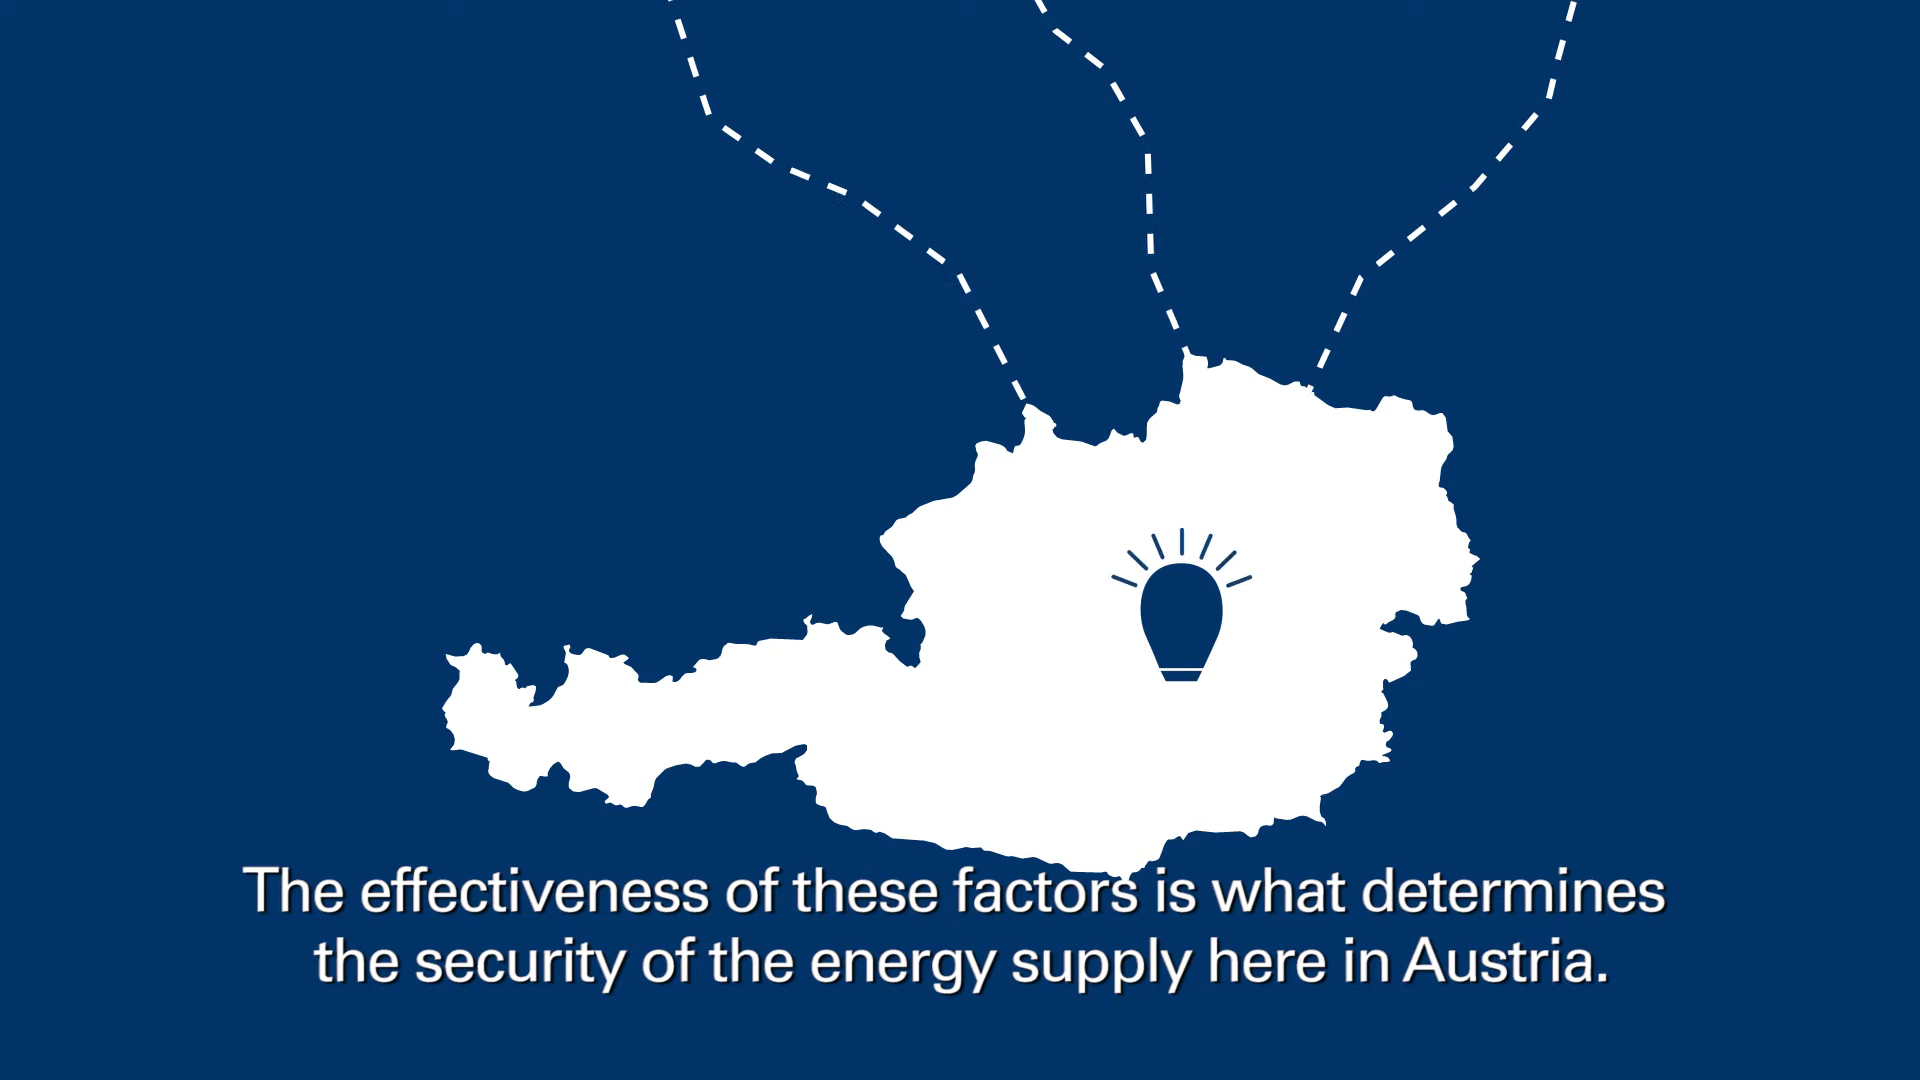 The effectiveness of these factors is what determines
the security of the energy supply here in Austria.